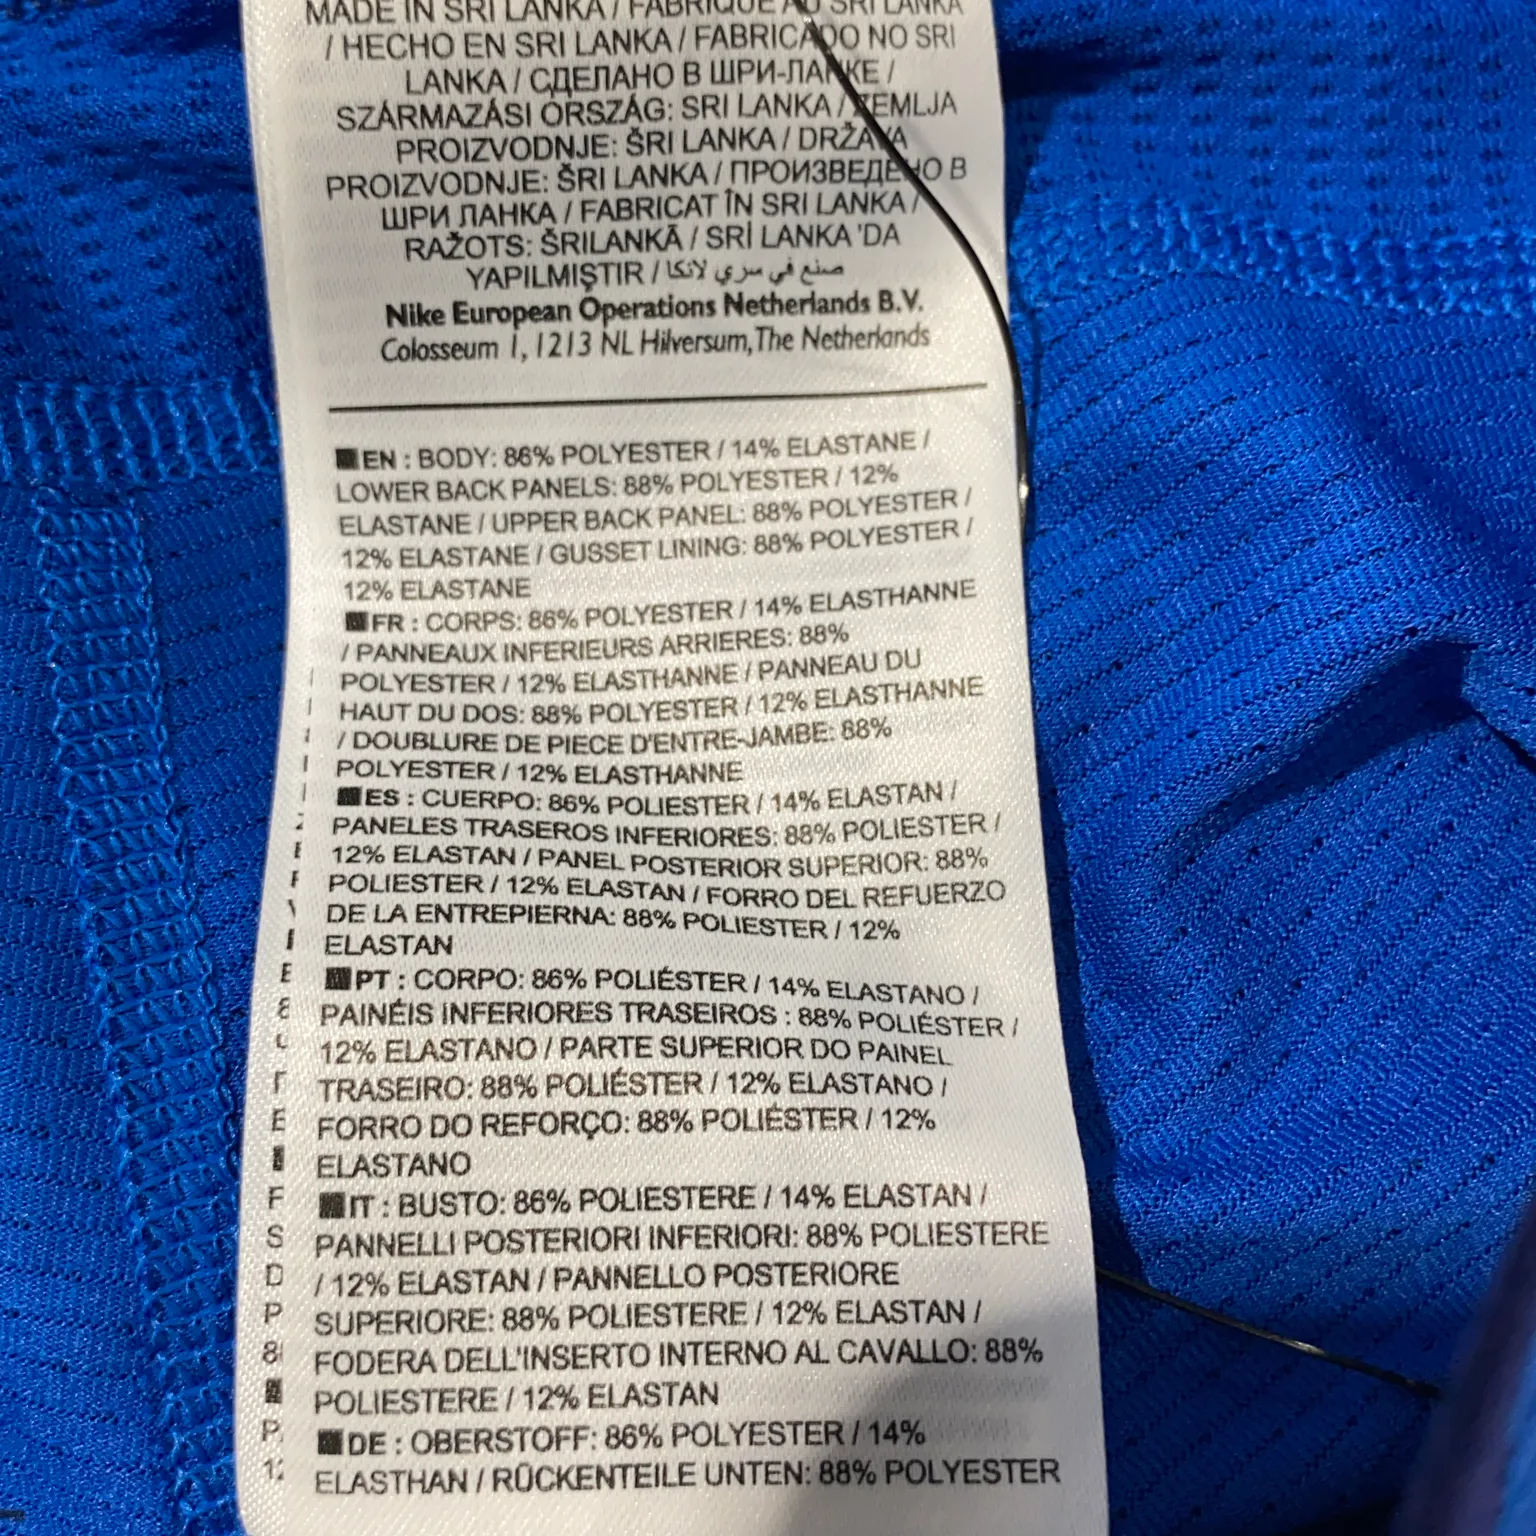 MADE IN SRI LANKA / FABRIQUÉ AU SRI LANKA
/ HECHO EN SRI LANKA / FABRICADO NO SRI
LANKA / СДЕЛАНО В ШРИ-ЛАНКЕ /
SZÁRMAZÁSI ORSZÁG: SRI LANKA / ZEMLJA
PROIZVODNJE: ŠRI LANKA / DRŽAVA
PROIZVODNJE: ŠRI LANKA / ПРОИЗВЕДЕНО В
ШРИ ЛАНКА / FABRICAT ÎN SRI LANKA /
RAŽOTS: ŠRILANKĀ / SRİ LANKA 'DA
YAPILMIŞTIR / صنع في سري لانكا
Nike European Operations Netherlands B.V.
Colosseum 1, 1213 NL Hilversum, The Netherlands
EN : BODY: 86% POLYESTER / 14% ELASTANE /
LOWER BACK PANELS: 88% POLYESTER / 12%
ELASTANE / UPPER BACK PANEL: 88% POLYESTER /
12% ELASTANE / GUSSET LINING: 88% POLYESTER /
12% ELASTANE
FR : CORPS: 86% POLYESTER / 14% ELASTHANNE
/ PANNEAUX INFERIEURS ARRIERES: 88%
POLYESTER / 12% ELASTHANNE / PANNEAU DU
HAUT DU DOS: 88% POLYESTER / 12% ELASTHANNE
/ DOUBLURE DE PIECE D'ENTRE-JAMBE: 88%
POLYESTER / 12% ELASTHANNE
ES : CUERPO: 86% POLIESTER / 14% ELASTAN /
PANELES TRASEROS INFERIORES: 88% POLIESTER /
12% ELASTAN / PANEL POSTERIOR SUPERIOR: 88%
POLIESTER / 12% ELASTAN / FORRO DEL REFUERZO
DE LA ENTREPIERNA: 88% POLIESTER / 12%
ELASTAN
PT : CORPO: 86% POLIÉSTER / 14% ELASTANO /
PAINÉIS INFERIORES TRASEIROS : 88% POLIÉSTER /
12% ELASTANO / PARTE SUPERIOR DO PAINEL
TRASEIRO: 88% POLIÉSTER / 12% ELASTANO /
FORRO DO REFORÇO: 88% POLIÉSTER / 12%
ELASTANO
IT : BUSTO: 86% POLIESTERE / 14% ELASTAN /
PANNELLI POSTERIORI INFERIORI: 88% POLIESTERE
/ 12% ELASTAN / PANNELLO POSTERIORE
SUPERIORE: 88% POLIESTERE / 12% ELASTAN /
FODERA DELL'INSERTO INTERNO AL CAVALLO: 88%
POLIESTERE / 12% ELASTAN
DE : OBERSTOFF: 86% POLYESTER / 14%
ELASTHAN / RÜCKENTEILE UNTEN: 88% POLYESTER